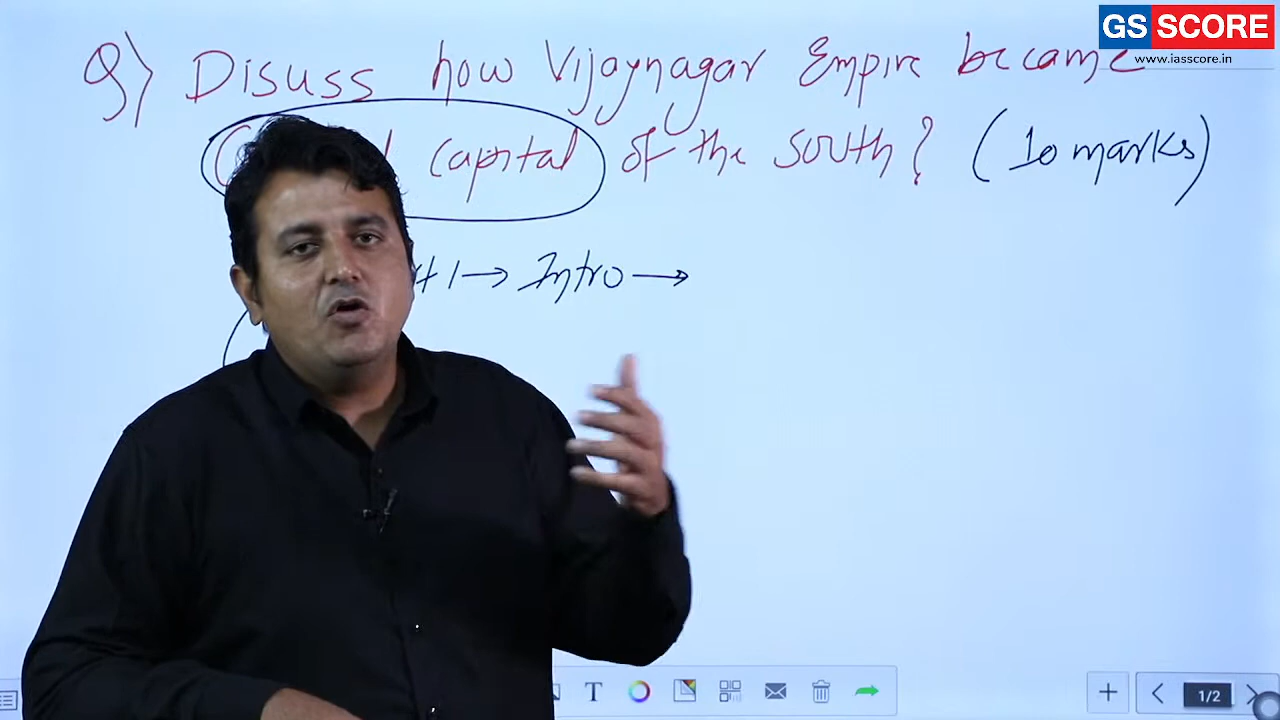 GS SCORE
www.iasscore.in
Q) Disuss how Vijaynagar Empire became
capital of the south? (10 marks)
1 → Intro →
T
1/2